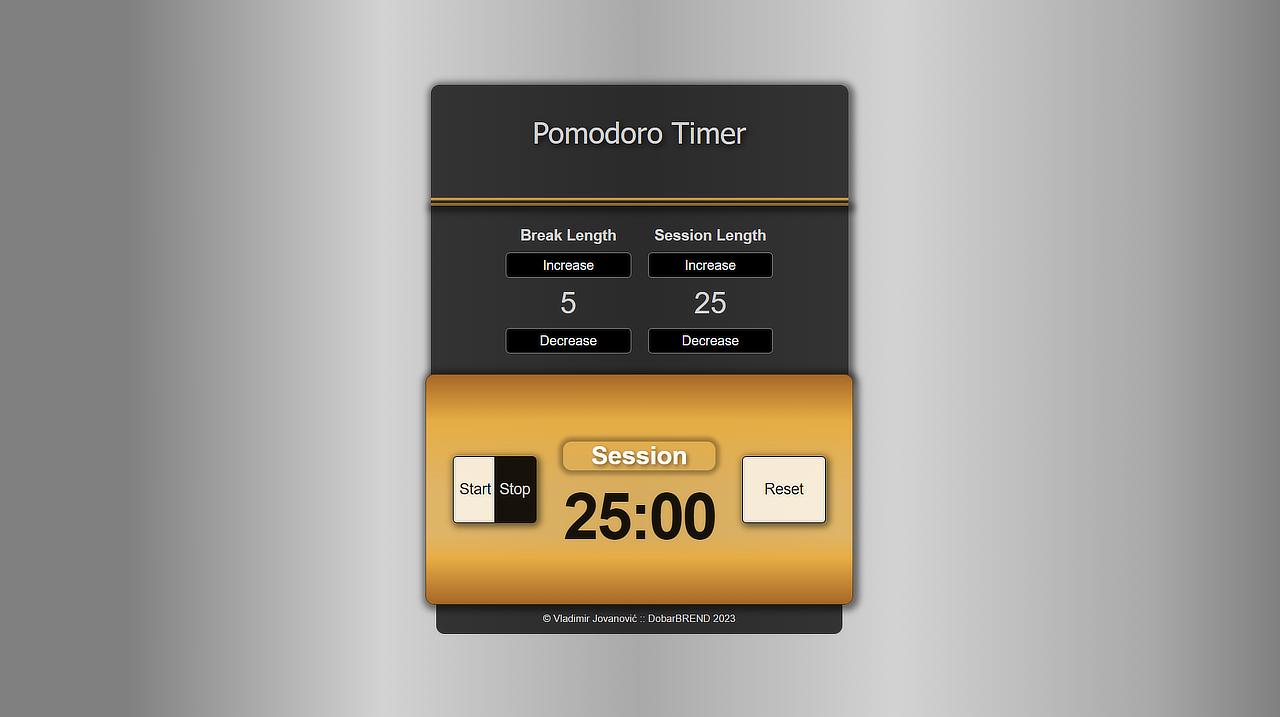 Pomodoro Timer
Break Length
Increase
5
Decrease
Session Length
Increase
25
Decrease
Start Stop
Session
25:00
Reset
© Vladimir Jovanović :: DobarBREND 2023